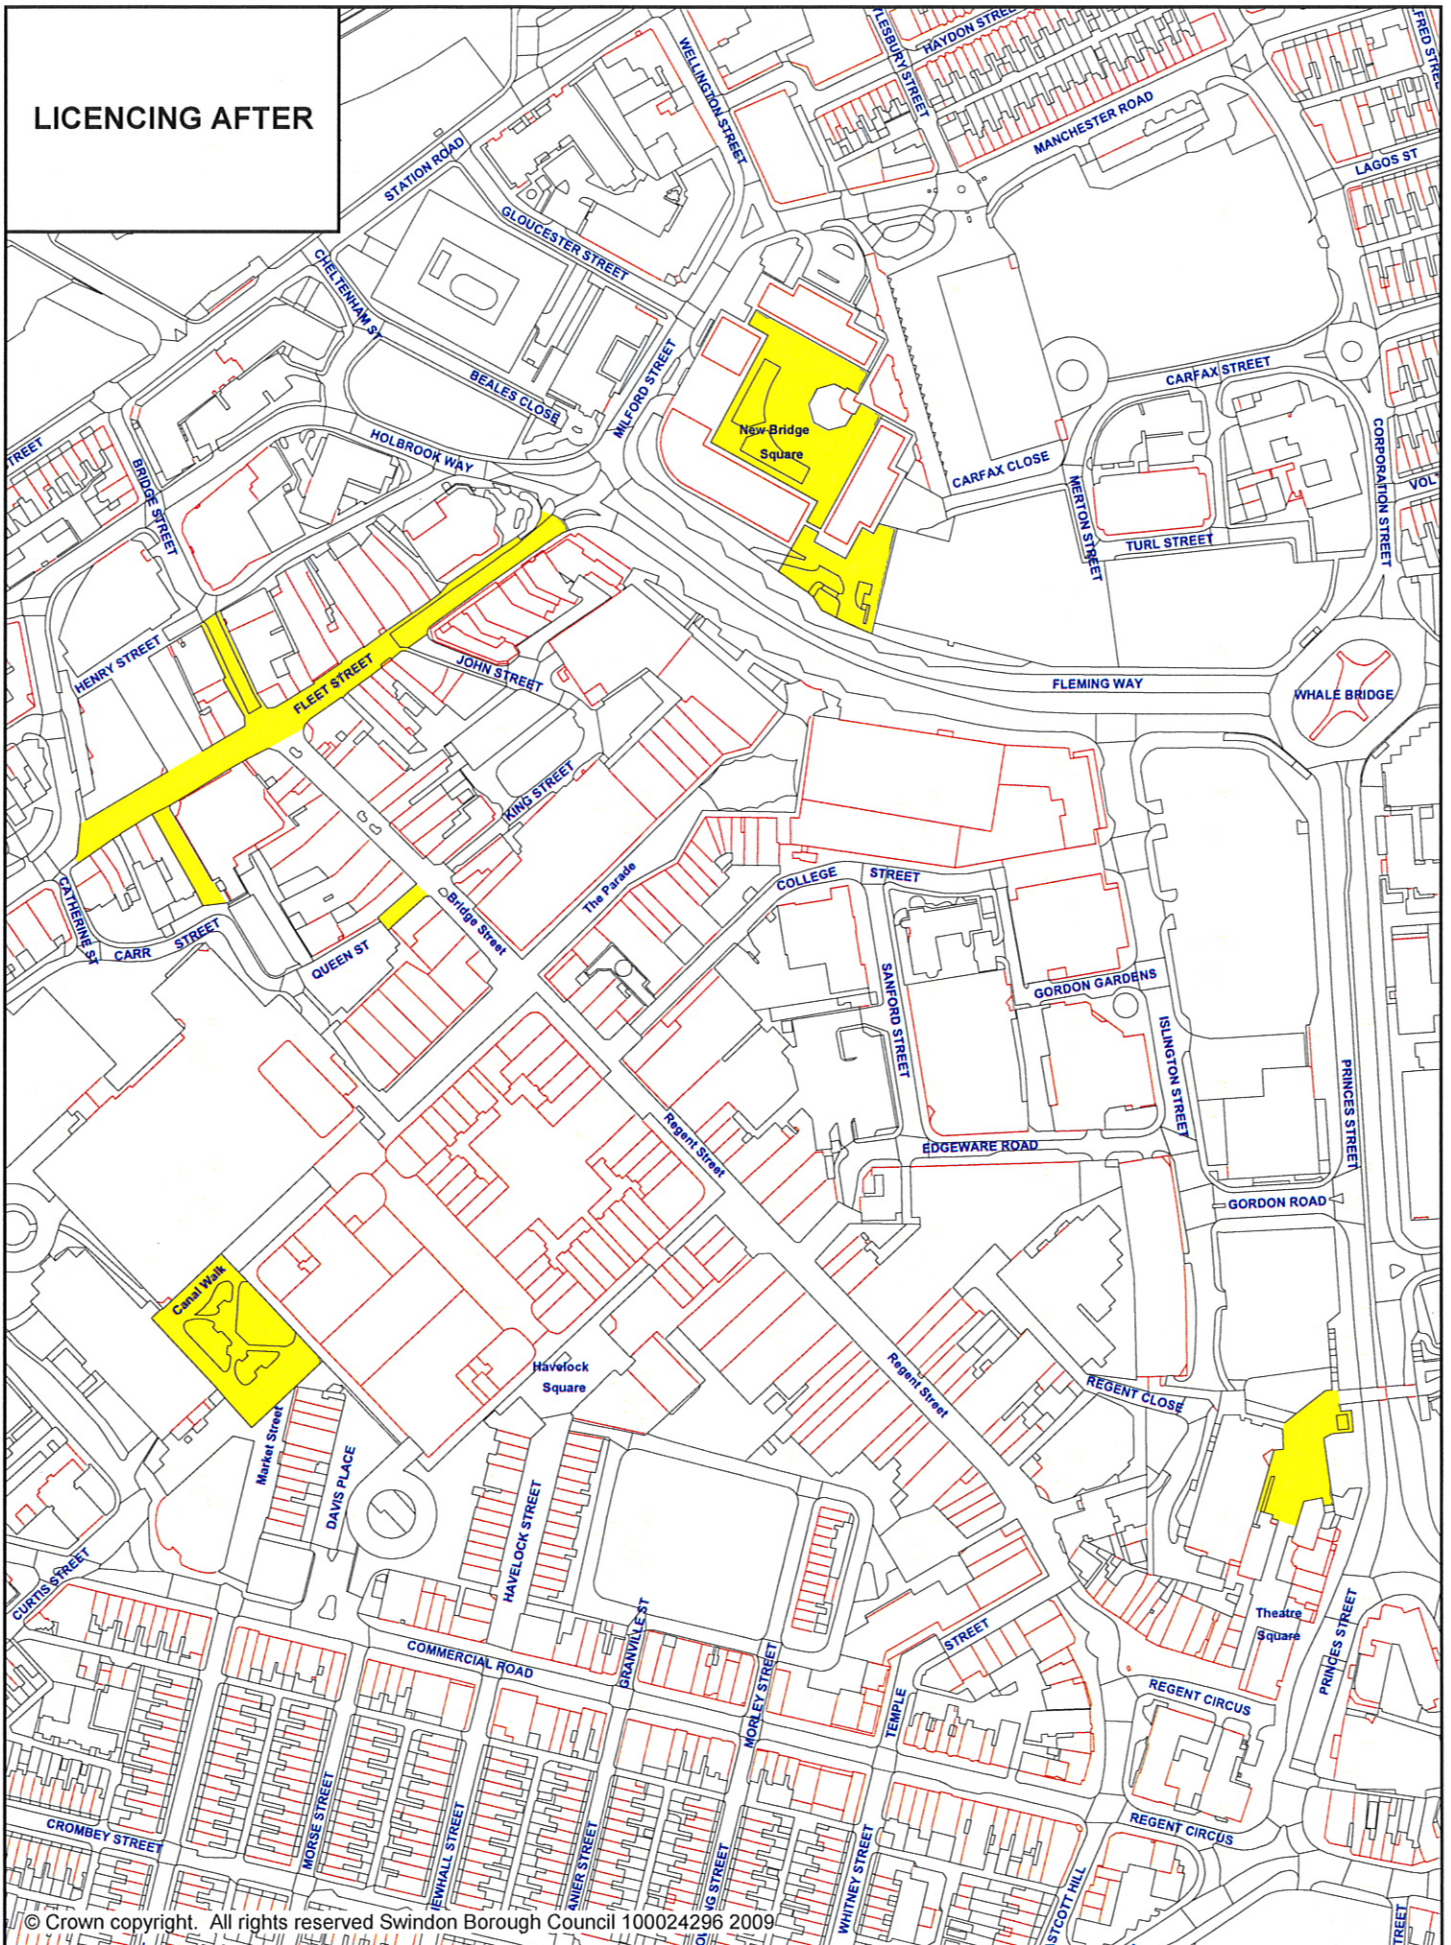 LICENCING AFTER
WELLINGTON STREET
HAYDON STREET
MANCHESTER ROAD
LAGOS ST
STATION ROAD
GLOUCESTER STREET
CHELTENHAM ST
BEALES CLOSE
MILFORD STREET
HOLBROOK WAY
New Bridge
Square
CARFAX STREET
CARFAX CLOSE
MERTON STREET
TURL STREET
CORPORATION STREET
BRIDGE STREET
HENRY STREET
FLEET STREET
JOHN STREET
FLEMING WAY
WHALE BRIDGE
KING STREET
The Parade
COLLEGE STREET
CATHERINE ST
CARR STREET
QUEEN ST
Bridge Street
SANFORD STREET
GORDON GARDENS
ISLINGTON STREET
PRINCES STREET
Regent Street
EDGEWARE ROAD
GORDON ROAD
Canal Walk
Havelock
Square
Regent Street
REGENT CLOSE
Market Street
DAVIS PLACE
HAVELOCK STREET
CURTIS STREET
GRANVILLE ST
COMMERCIAL ROAD
MORLEY STREET
TEMPLE STREET
Theatre
Square
PRINCES STREET
REGENT CIRCUS
REGENT CIRCUS
CROMBEY STREET
MORSE STREET
WHITNEY STREET
© Crown copyright. All rights reserved Swindon Borough Council 100024296 2009